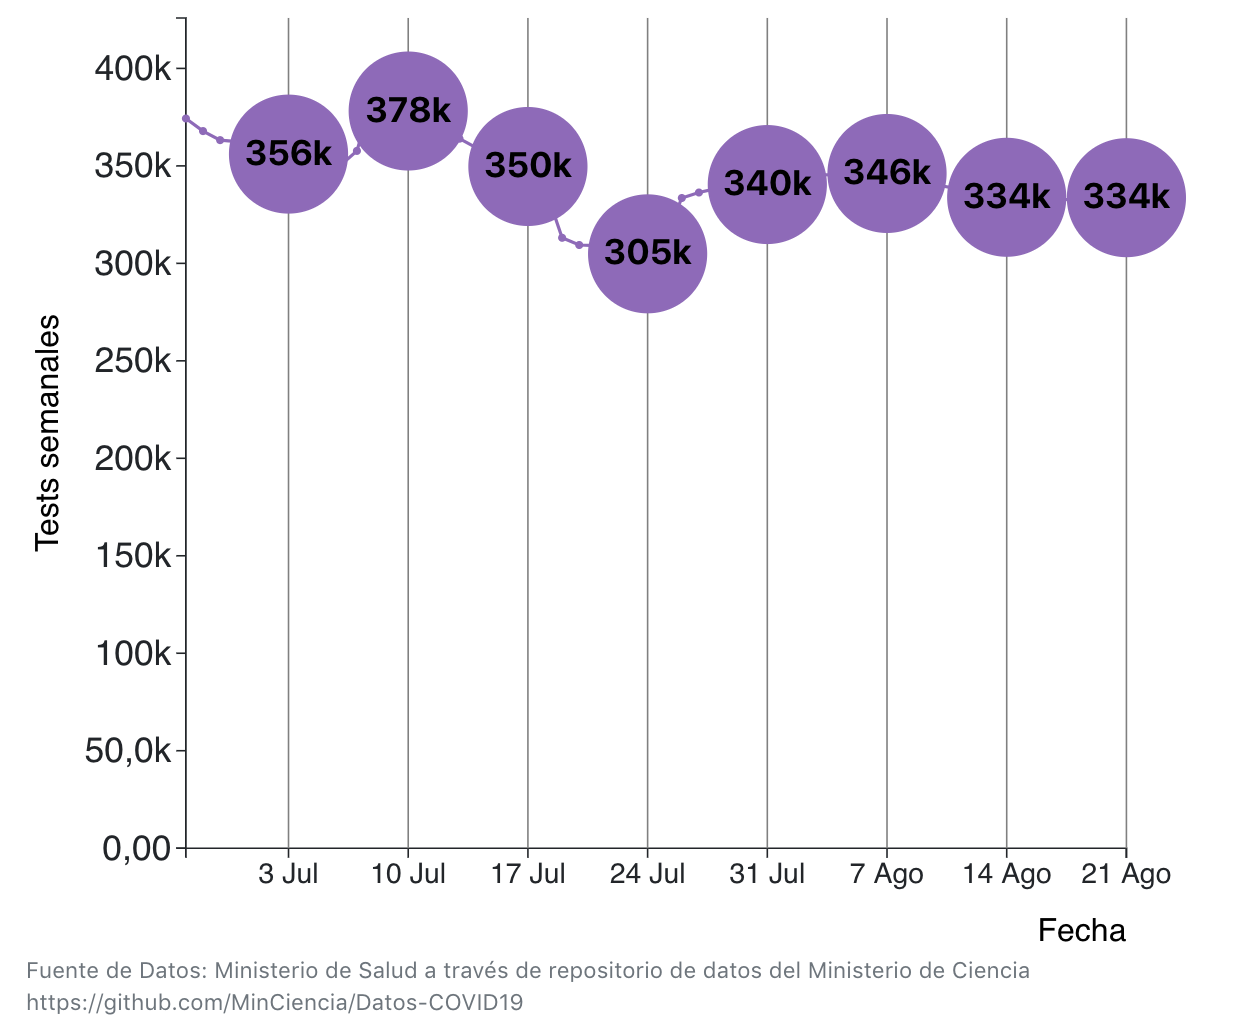 400k
350k
300k
250k
200k
150k
100k
50,0k
0,00
Tests semanales
356k
378k
350k
305k
340k
346k
334k
334k
3 Jul
10 Jul
17 Jul
24 Jul
31 Jul
7 Ago
14 Ago
21 Ago
Fecha
Fuente de Datos: Ministerio de Salud a través de repositorio de datos del Ministerio de Ciencia
https://github.com/MinCiencia/Datos-COVID19